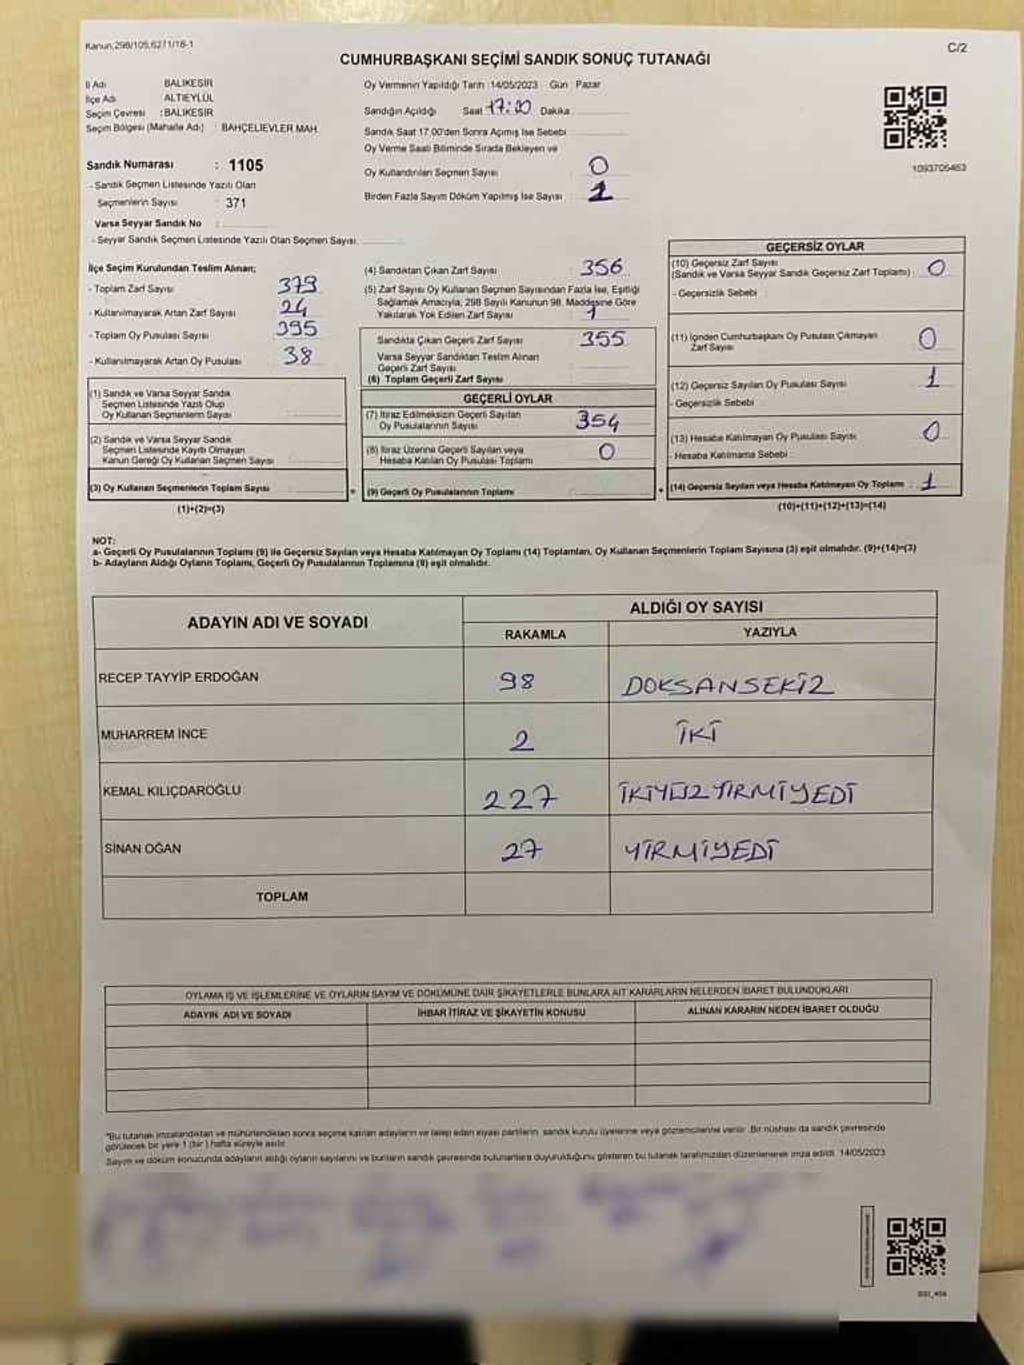 Kanun;298/105,6271/18-1
C/2
CUMHURBAŞKANI SEÇİMİ SANDIK SONUÇ TUTANAĞI
İl Adı BALIKESİR
İlçe Adı ALTIEYLÜL
Seçim Çevresi : BALIKESİR
Seçim Bölgesi (Mahalle Adı) : BAHÇELİEVLER MAH.
Sandık Numarası : 1105
- Sandık Seçmen Listesinde Yazılı Olan
Seçmenlerin Sayısı : 371
Varsa Seyyar Sandık No :
- Seyyar Sandık Seçmen Listesinde Yazılı Olan Seçmen Sayısı
Oy Vermenin Yapıldığı Tarih :14/05/2023 Gün : Pazar
Sandığın Açıldığı Saat 17:00 Dakika
Sandık Saat 17.00'den Sonra Açılmış İse Sebebi
Oy Verme Saati Bitiminde Sırada Bekleyen ve
Oy Kullandırılan Seçmen Sayısı 0
Birden Fazla Sayım Döküm Yapılmış İse Sayısı 1
1093705463
İlçe Seçim Kurulundan Teslim Alınan;
- Toplam Zarf Sayısı 379
- Kullanılmayarak Artan Zarf Sayısı 24
- Toplam Oy Pusulası Sayısı 395
- Kullanılmayarak Artan Oy Pusulası 38
(1) Sandık ve Varsa Seyyar Sandık
Seçmen Listesinde Yazılı Olup
Oy Kullanan Seçmenlerin Sayısı
(2) Sandık ve Varsa Seyyar Sandık
Seçmen Listesinde Kayıtlı Olmayan
Kanun Gereği Oy Kullanan Seçmen Sayısı
(3) Oy Kullanan Seçmenlerin Toplam Sayısı
(1)+(2)=(3)
(4) Sandıktan Çıkan Zarf Sayısı 356
(5) Zarf Sayısı Oy Kullanan Seçmen Sayısından Fazla İse, Eşitliği
Sağlamak Amacıyla, 298 Sayılı Kanunun 98. Maddesine Göre
Yakılarak Yok Edilen Zarf Sayısı 1
Sandıkta Çıkan Geçerli Zarf Sayısı 355
Varsa Seyyar Sandıktan Teslim Alınan
Geçerli Zarf Sayısı
(6) Toplam Geçerli Zarf Sayısı
GEÇERLİ OYLAR
(7) İtiraz Edilmeksizin Geçerli Sayılan
Oy Pusulalarının Sayısı 354
(8) İtiraz Üzerine Geçerli Sayılan veya
Hesaba Katılan Oy Pusulası Toplamı 0
= (9) Geçerli Oy Pusulalarının Toplamı
GEÇERSİZ OYLAR
(10) Geçersiz Zarf Sayısı
(Sandık ve Varsa Seyyar Sandık Geçersiz Zarf Toplamı) : 0
- Geçersizlik Sebebi
(11) İçinden Cumhurbaşkanı Oy Pusulası Çıkmayan
Zarf Sayısı 0
(12) Geçersiz Sayılan Oy Pusulası Sayısı 1
- Geçersizlik Sebebi
(13) Hesaba Katılmayan Oy Pusulası Sayısı 0
- Hesaba Katılmama Sebebi
+ (14) Geçersiz Sayılan veya Hesaba Katılmayan Oy Toplamı : 1
(10)+(11)+(12)+(13)=(14)
NOT:
a- Geçerli Oy Pusulalarının Toplamı (9) ile Geçersiz Sayılan veya Hesaba Katılmayan Oy Toplamı (14) Toplamları, Oy Kullanan Seçmenlerin Toplam Sayısına (3) eşit olmalıdır. (9)+(14)=(3)
b- Adayların Aldığı Oyların Toplamı, Geçerli Oy Pusulalarının Toplamına (9) eşit olmalıdır.
ADAYIN ADI VE SOYADI
ALDIĞI OY SAYISI
RAKAMLA YAZIYLA
RECEP TAYYİP ERDOĞAN 98 DOKSANSEKİZ
MUHARREM İNCE 2 İKİ
KEMAL KILIÇDAROĞLU 227 İKİYÜZYİRMİYEDİ
SİNAN OĞAN 27 YİRMİYEDİ
TOPLAM
OYLAMA İŞ VE İŞLEMLERİNE VE OYLARIN SAYIM VE DÖKÜMÜNE DAİR ŞİKAYETLERLE BUNLARA AİT KARARLARIN NELERDEN İBARET BULUNDUKLARI
ADAYIN ADI VE SOYADI İHBAR İTİRAZ VE ŞİKAYETİN KONUSU ALINAN KARARIN NEDEN İBARET OLDUĞU
*Bu tutanak imzalandıktan ve mühürlendikten sonra seçime katılan adayların ve talep eden siyasi partilerin sandık kurulu üyelerine veya gözlemcilerine verilir. Bir nüshası da sandık çevresinde
görülecek bir yere 1 (bir) hafta süreyle asılır.
Sayım ve döküm sonucunda adayların aldığı oyların sayılarını ve bunların sandık çevresinde bulunanlara duyurulduğunu gösteren bu tutanak tarafımızdan düzenlenerek imza edildi. 14/05/2023